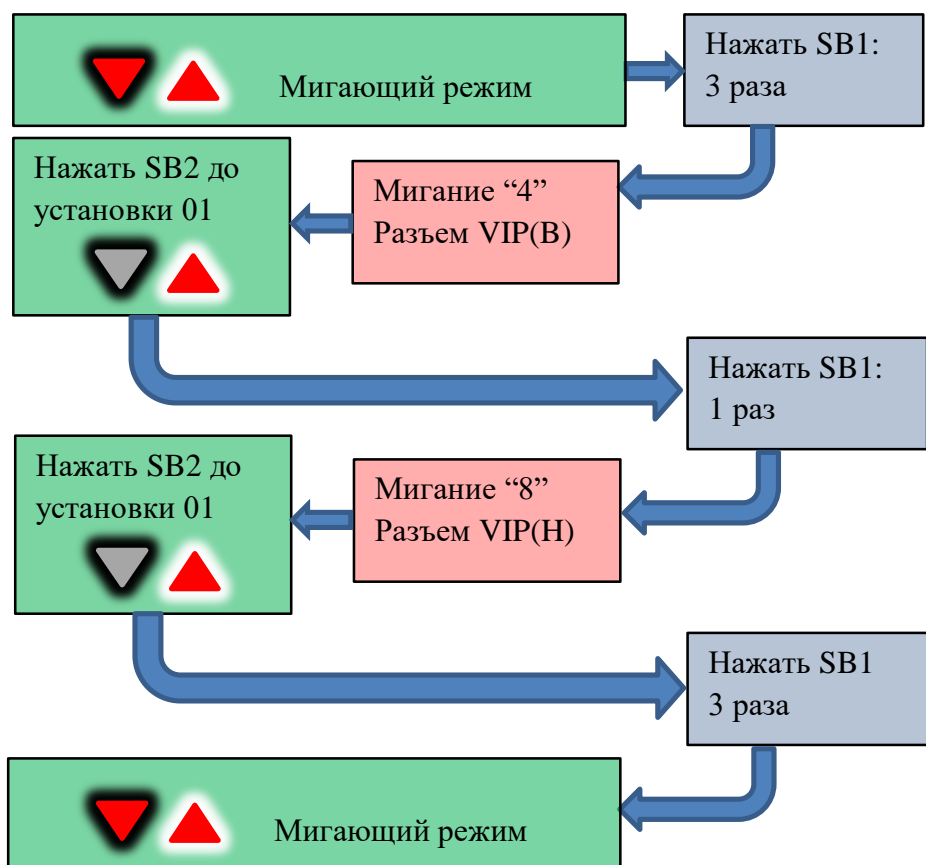 Мигающий режим
Нажать SB1:
3 раза
Мигание “4”
Разъем VIP(В)
Нажать SB2 до
установки 01
Нажать SB1:
1 раз
Мигание “8”
Разъем VIP(Н)
Нажать SB2 до
установки 01
Нажать SB1
3 раза
Мигающий режим